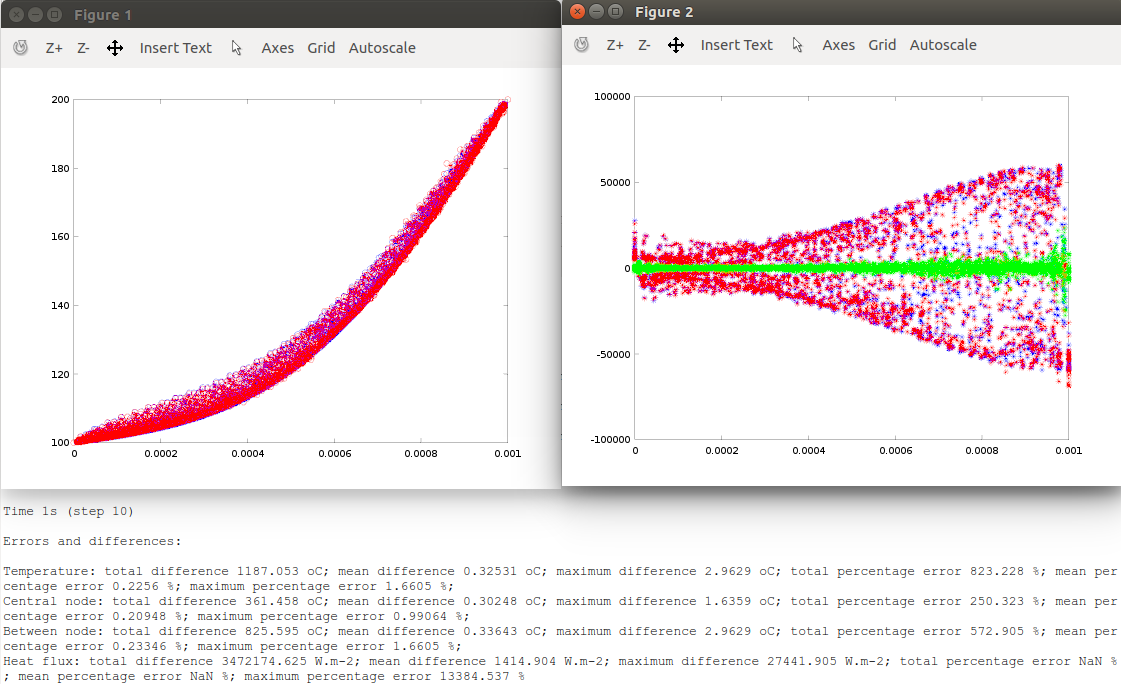 Figure 1
Z+ Z- Insert Text Axes Grid Autoscale
200
180
160
140
120
100
0 0.0002 0.0004 0.0006 0.0008 0.001
Figure 2
Z+ Z- Insert Text Axes Grid Autoscale
100000
50000
0
-50000
-100000
0 0.0002 0.0004 0.0006 0.0008 0.001
Time 1s (step 10)
Errors and differences:
Temperature: total difference 1187.053 oC; mean difference 0.32531 oC; maximum difference 2.9629 oC; total percentage error 823.228 %; mean per
centage error 0.2256 %; maximum percentage error 1.6605 %;
Central node: total difference 361.458 oC; mean difference 0.30248 oC; maximum difference 1.6359 oC; total percentage error 250.323 %; mean per
centage error 0.20948 %; maximum percentage error 0.99064 %;
Between node: total difference 825.595 oC; mean difference 0.33643 oC; maximum difference 2.9629 oC; total percentage error 572.905 %; mean per
centage error 0.23346 %; maximum percentage error 1.6605 %;
Heat flux: total difference 3472174.625 W.m-2; mean difference 1414.904 W.m-2; maximum difference 27441.905 W.m-2; total percentage error NaN %
; mean percentage error NaN %; maximum percentage error 13384.537 %